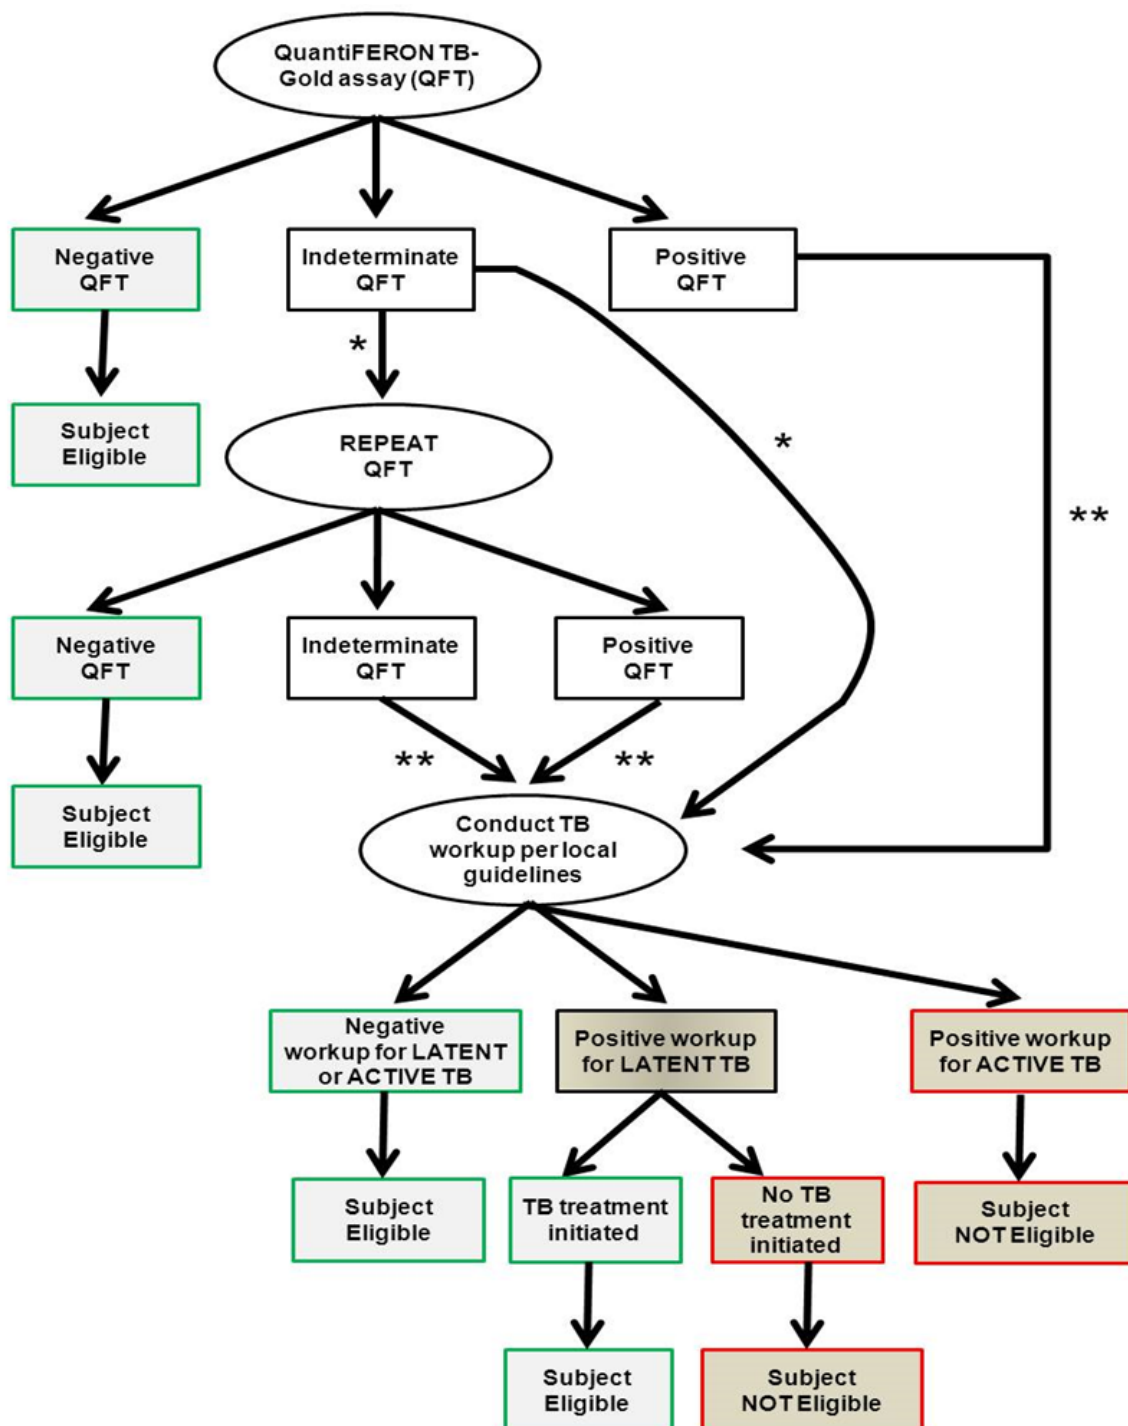 QuantiFERON TB-
Gold assay (QFT)
Negative
QFT
Indeterminate
QFT
Positive
QFT
*
Subject
Eligible
REPEAT
QFT
*
**
Negative
QFT
Indeterminate
QFT
Positive
QFT
**
**
Subject
Eligible
Conduct TB
workup per local
guidelines
Negative
workup for LATENT
or ACTIVE TB
Positive workup
for LATENT TB
Positive workup
for ACTIVE TB
Subject
Eligible
TB treatment
initiated
No TB
treatment
initiated
Subject
NOT Eligible
Subject
Eligible
Subject
NOT Eligible